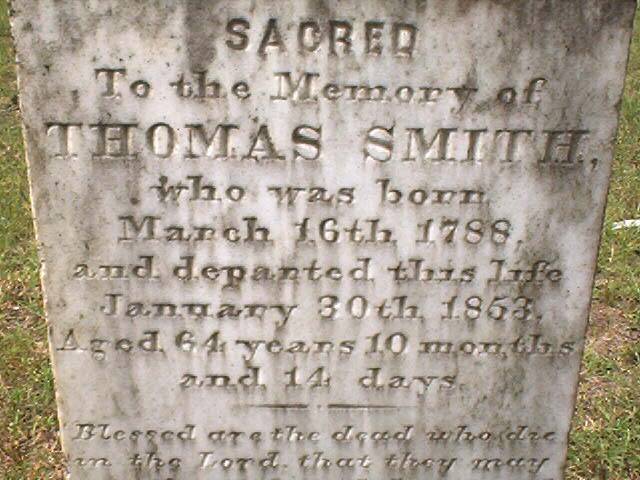 SACRED
To the Memory of
THOMAS SMITH,
who was born
March 16th 1788,
and departed this life
January 30th 1853.
Aged 64 years 10 months
and 14 days.
Blessed are the dead who die
in the Lord, that they may